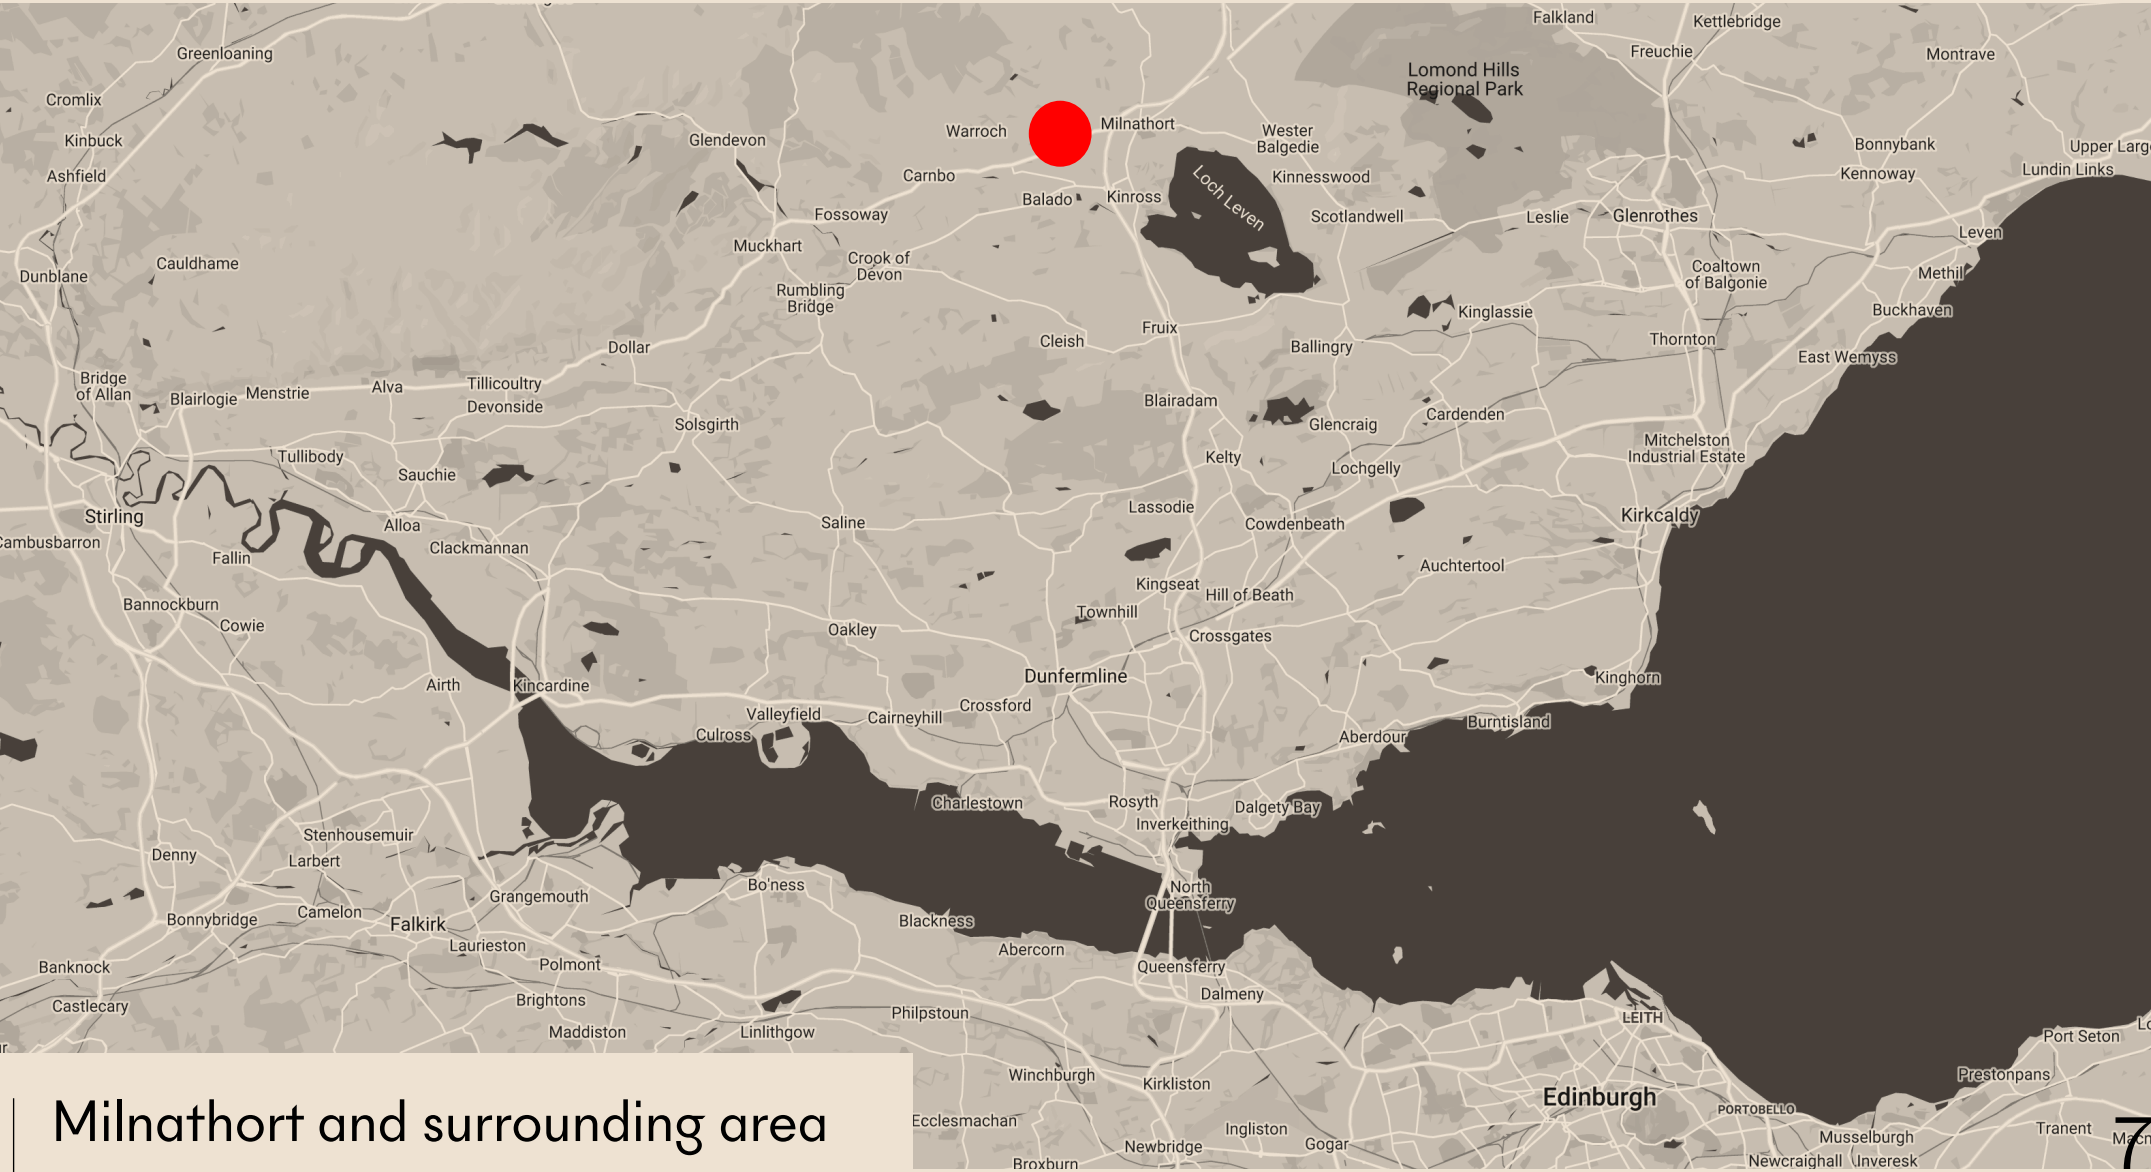 Falkland
Kettlebridge
Greenloaning
Freuchie
Montrave
Lomond Hills
Regional Park
Cromlix
Milnathort
Warroch
Wester
Balgedie
Kinbuck
Glendevon
Bonnybank
Upper Larg
Ashfield
Carnbo
Kinnesswood
Kennoway
Lundin Links
Loch Leven
Balado
Kinross
Fossoway
Scotlandwell
Leslie
Glenrothes
Leven
Muckhart
Cauldhame
Crook of
Devon
Dunblane
Coaltown
of Balgonie
Methil
Rumbling
Bridge
Kinglassie
Buckhaven
Fruix
Cleish
Ballingry
Thornton
Dollar
East Wemyss
Bridge
of Allan
Blairlogie
Menstrie
Alva
Tillicoultry
Devonside
Blairadam
Solsgirth
Glencraig
Cardenden
Mitchelston
Industrial Estate
Tullibody
Sauchie
Kelty
Lochgelly
Stirling
Lassodie
Kirkcaldy
Alloa
Saline
Cowdenbeath
Cambusbarron
Fallin
Clackmannan
Auchtertool
Kingseat
Hill of Beath
Bannockburn
Cowie
Townhill
Oakley
Crossgates
Airth
Kincardine
Dunfermline
Kinghorn
Valleyfield
Cairneyhill
Crossford
Culross
Aberdour
Burntisland
Charlestown
Rosyth
Dalgety Bay
Inverkeithing
Stenhousemuir
Denny
Larbert
Grangemouth
Bo'ness
North
Queensferry
Bonnybridge
Camelon
Falkirk
Blackness
Laurieston
Abercorn
Banknock
Polmont
Queensferry
Castlecary
Brightons
Dalmeny
Philpstoun
LEITH
Maddiston
Linlithgow
Port Seton
Lo
Winchburgh
Kirkliston
Prestonpans
Edinburgh
PORTOBELLO
Milnathort and surrounding area
Ecclesmachan
Ingliston
Newbridge
Gogar
Musselburgh
Tranent
Macm
7
Broxburn
Newcraighall
Inveresk